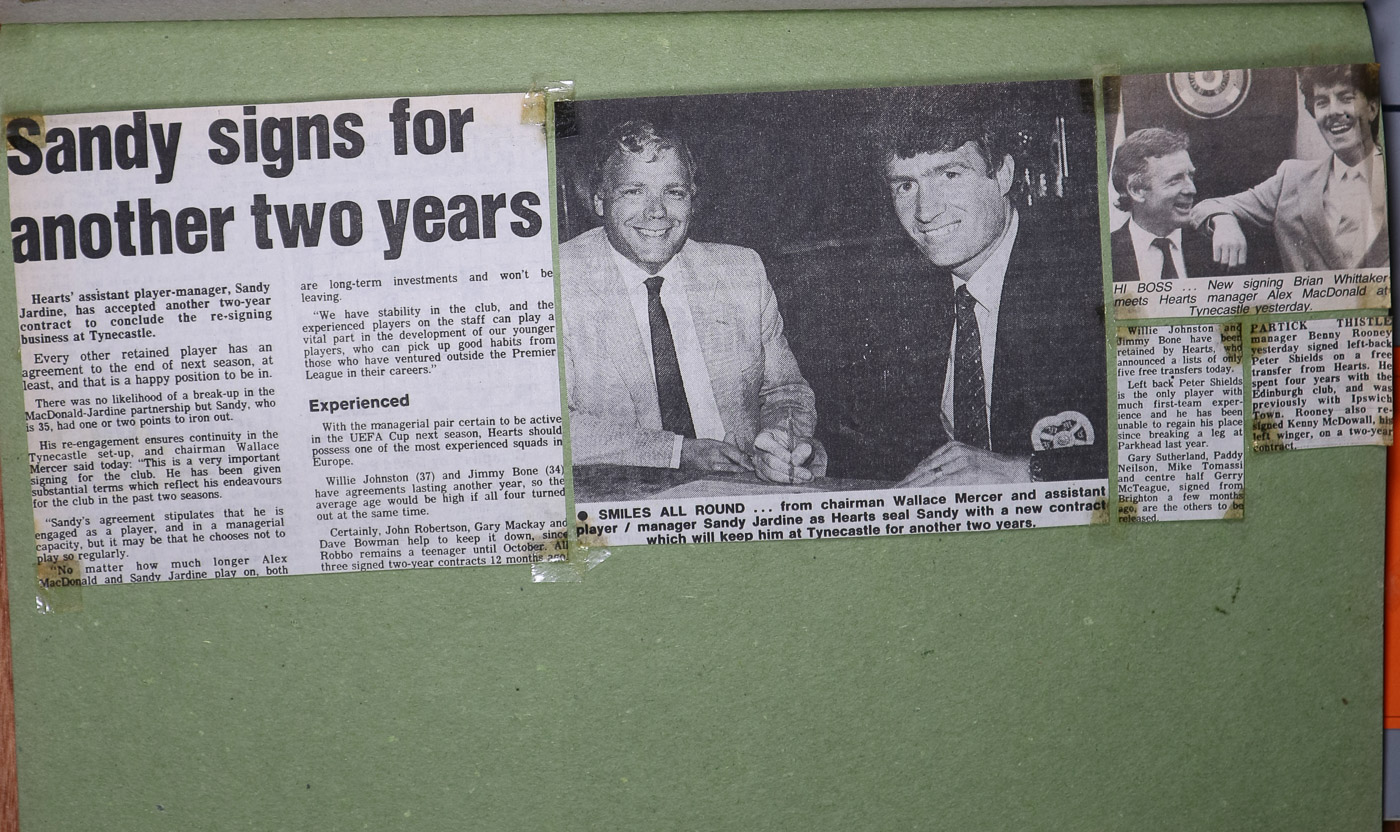 Sandy signs for
another two years
Hearts' assistant player-manager, Sandy
Jardine, has accepted another two-year
contract to conclude the re-signing
business at Tynecastle.
Every other retained player has an
agreement to the end of next season, at
least, and that is a happy position to be in.
There was no likelihood of a break-up in the
MacDonald-Jardine partnership but Sandy, who
is 35, had one or two points to iron out.
His re-engagement ensures continuity in the
Tynecastle set-up, and chairman Wallace
Mercer said today: "This is a very important
signing for the club. He has been given
substantial terms which reflect his endeavours
for the club in the past two seasons.
"Sandy's agreement stipulates that he is
engaged as a player, and in a managerial
capacity, but it may be that he chooses not to
play so regularly.
"No matter how much longer Alex
MacDonald and Sandy Jardine play on, both
are long-term investments and won't be
leaving.
"We have stability in the club, and the
experienced players on the staff can play a
vital part in the development of our younger
players, who can pick up good habits from
those who have ventured outside the Premier
League in their careers."
Experienced
With the managerial pair certain to be active
in the UEFA Cup next season, Hearts should
possess one of the most experienced squads in
Europe.
Willie Johnston (37) and Jimmy Bone (34)
have agreements lasting another year, so the
average age would be high if all four turned
out at the same time.
Certainly, John Robertson, Gary Mackay and
Dave Bowman help to keep it down, since
Robbo remains a teenager until October. All
three signed two-year contracts 12 months ago.
● SMILES ALL ROUND ... from chairman Wallace Mercer and assistant
player / manager Sandy Jardine as Hearts seal Sandy with a new contract
which will keep him at Tynecastle for another two years.
HI BOSS ... New signing Brian Whittaker
meets Hearts manager Alex MacDonald at
Tynecastle yesterday.
Willie Johnston and
Jimmy Bone have been
retained by Hearts, who
announced a lists of only
five free transfers today.
Left back Peter Shields
is the only player with
much first-team exper-
ience and he has been
unable to regain his place
since breaking a leg at
Parkhead last year.
Gary Sutherland, Paddy
Neilson, Mike Tomassi
and centre half Gerry
McTeague, signed from
Brighton a few months
ago, are the others to be
released.
PARTICK THISTLE
manager Benny Rooney
yesterday signed left-back
Peter Shields on a free
transfer from Hearts. He
spent four years with the
Edinburgh club, and was
previously with Ipswich
Town. Rooney also re-
signed Kenny McDowall, his
left winger, on a two-year
contract.